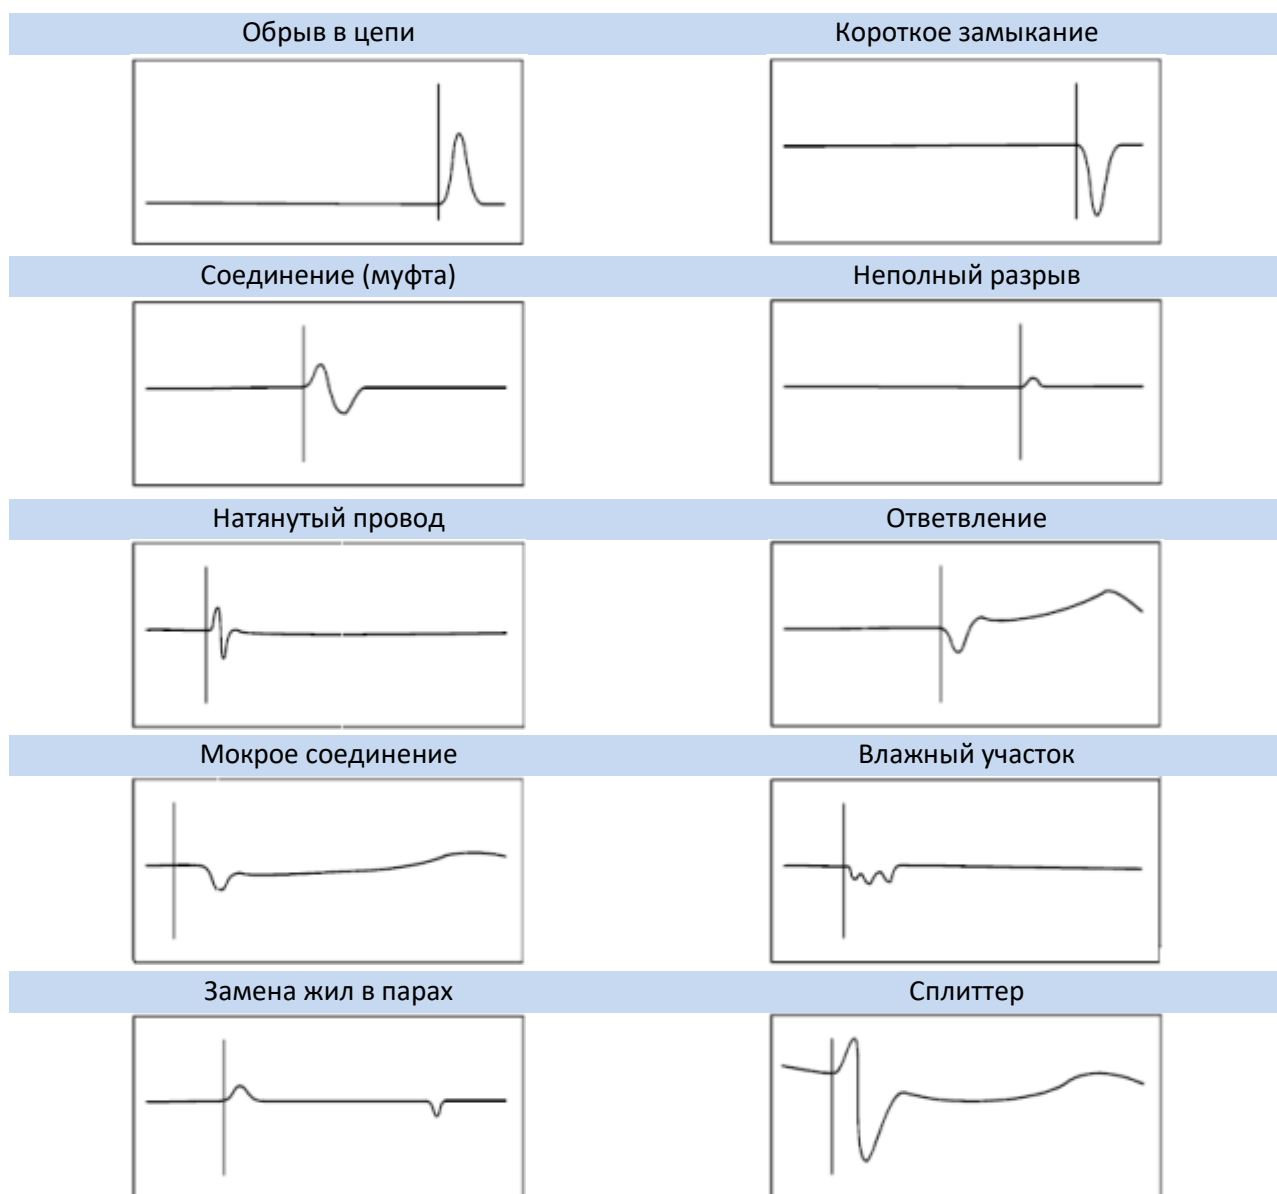 Обрыв в цепи
Короткое замыкание
Соединение (муфта)
Неполный разрыв
Натянутый провод
Ответвление
Мокрое соединение
Влажный участок
Замена жил в парах
Сплиттер